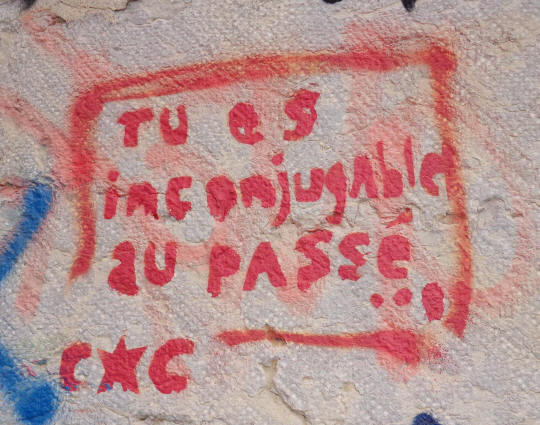 Tu es
inconjugable
au passé...
C★C